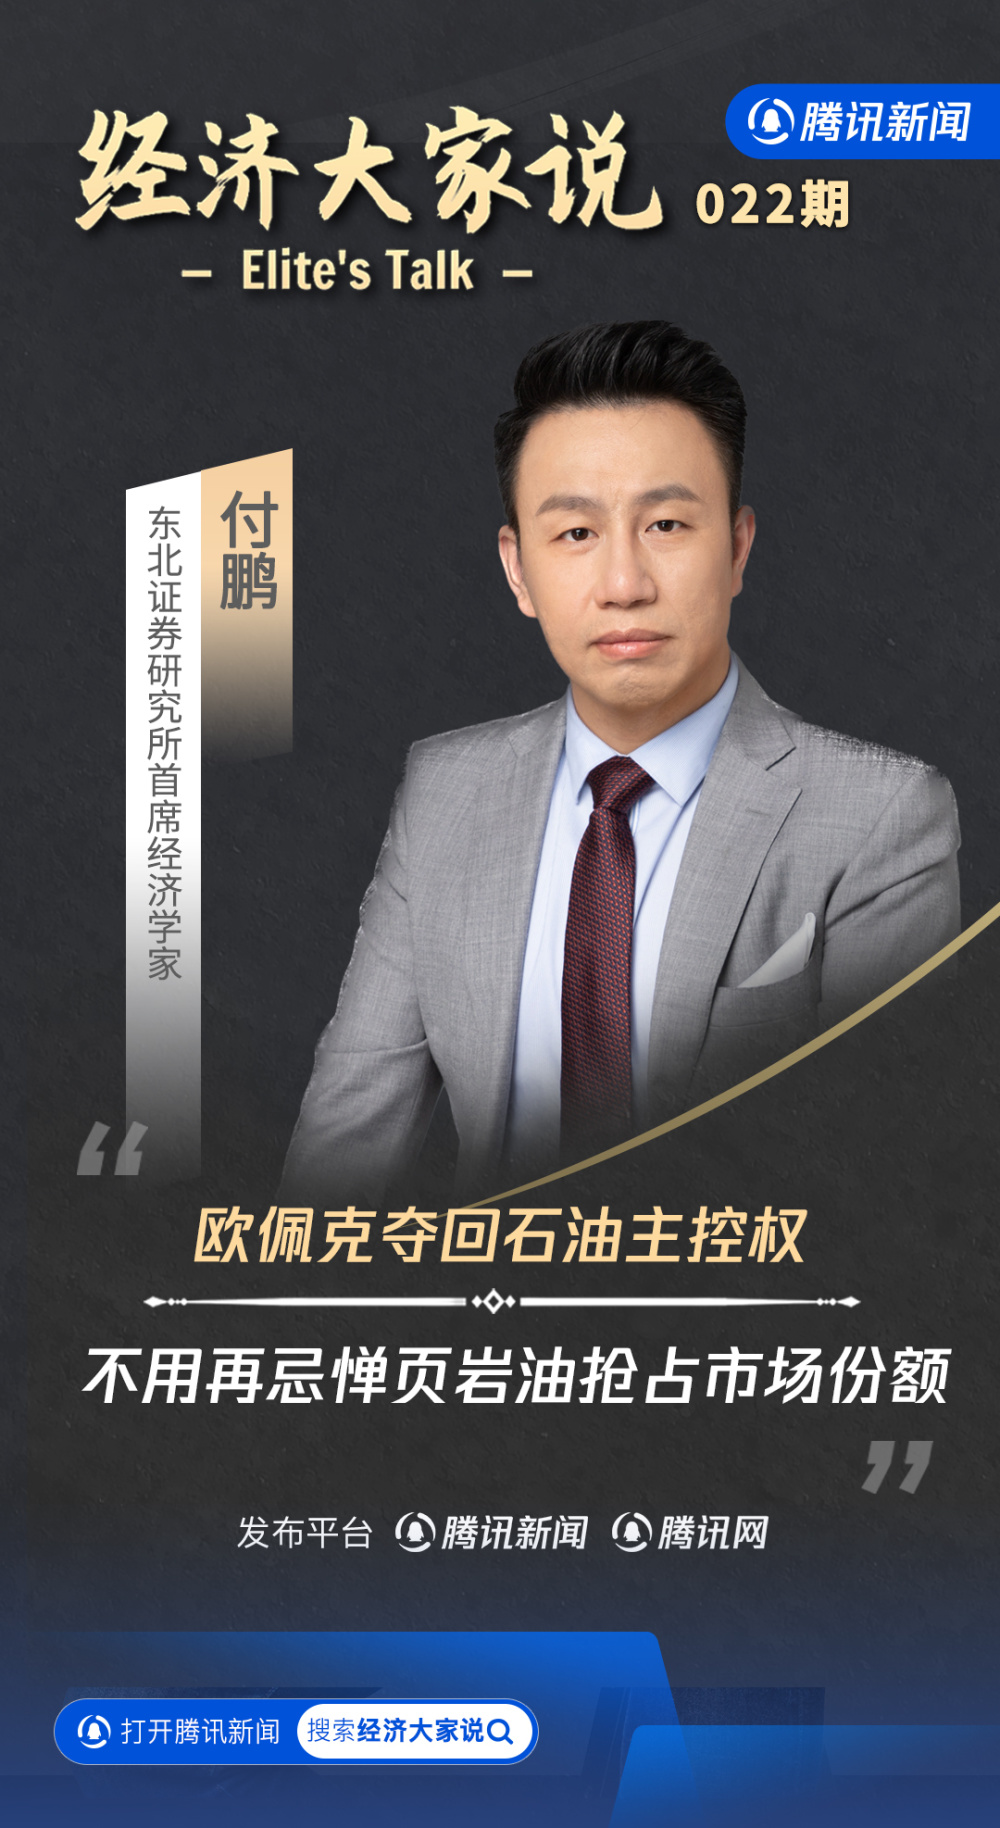 腾讯新闻
经济大家说
022期
– Elite's Talk –
付鹏
东北证券研究所首席经济学家
“
欧佩克夺回石油主控权
不用再忌惮页岩油抢占市场份额
”
发布平台 腾讯新闻 腾讯网
打开腾讯新闻 搜索经济大家说